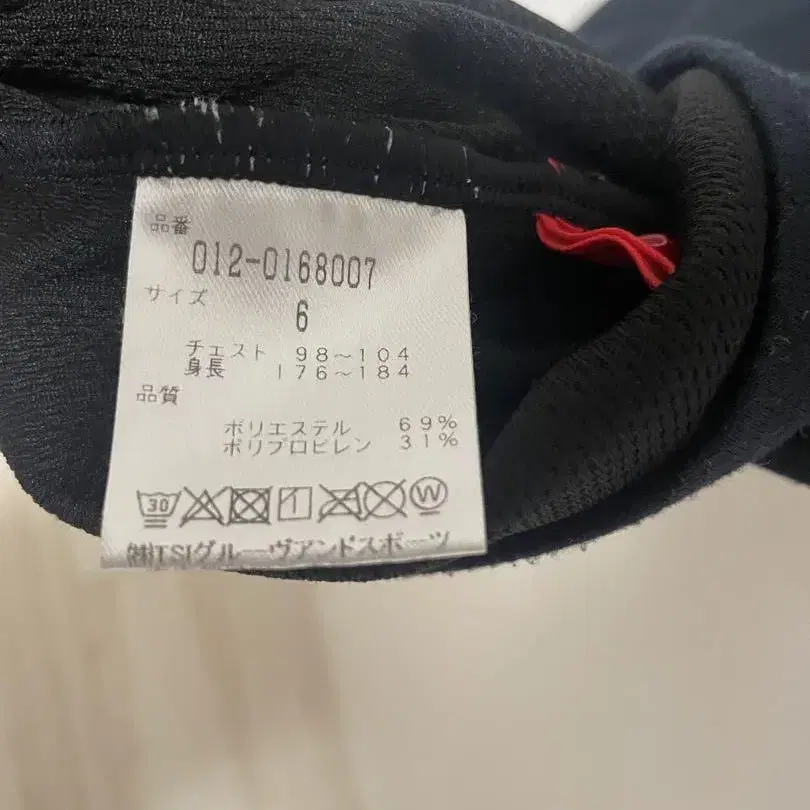 品番
012-0168007
サイズ
6
チェスト 98～104
身長 176～184
品質
ポリエステル 69%
ポリプロピレン 31%
30 W
㈱TSIグルーヴアンドスポーツ